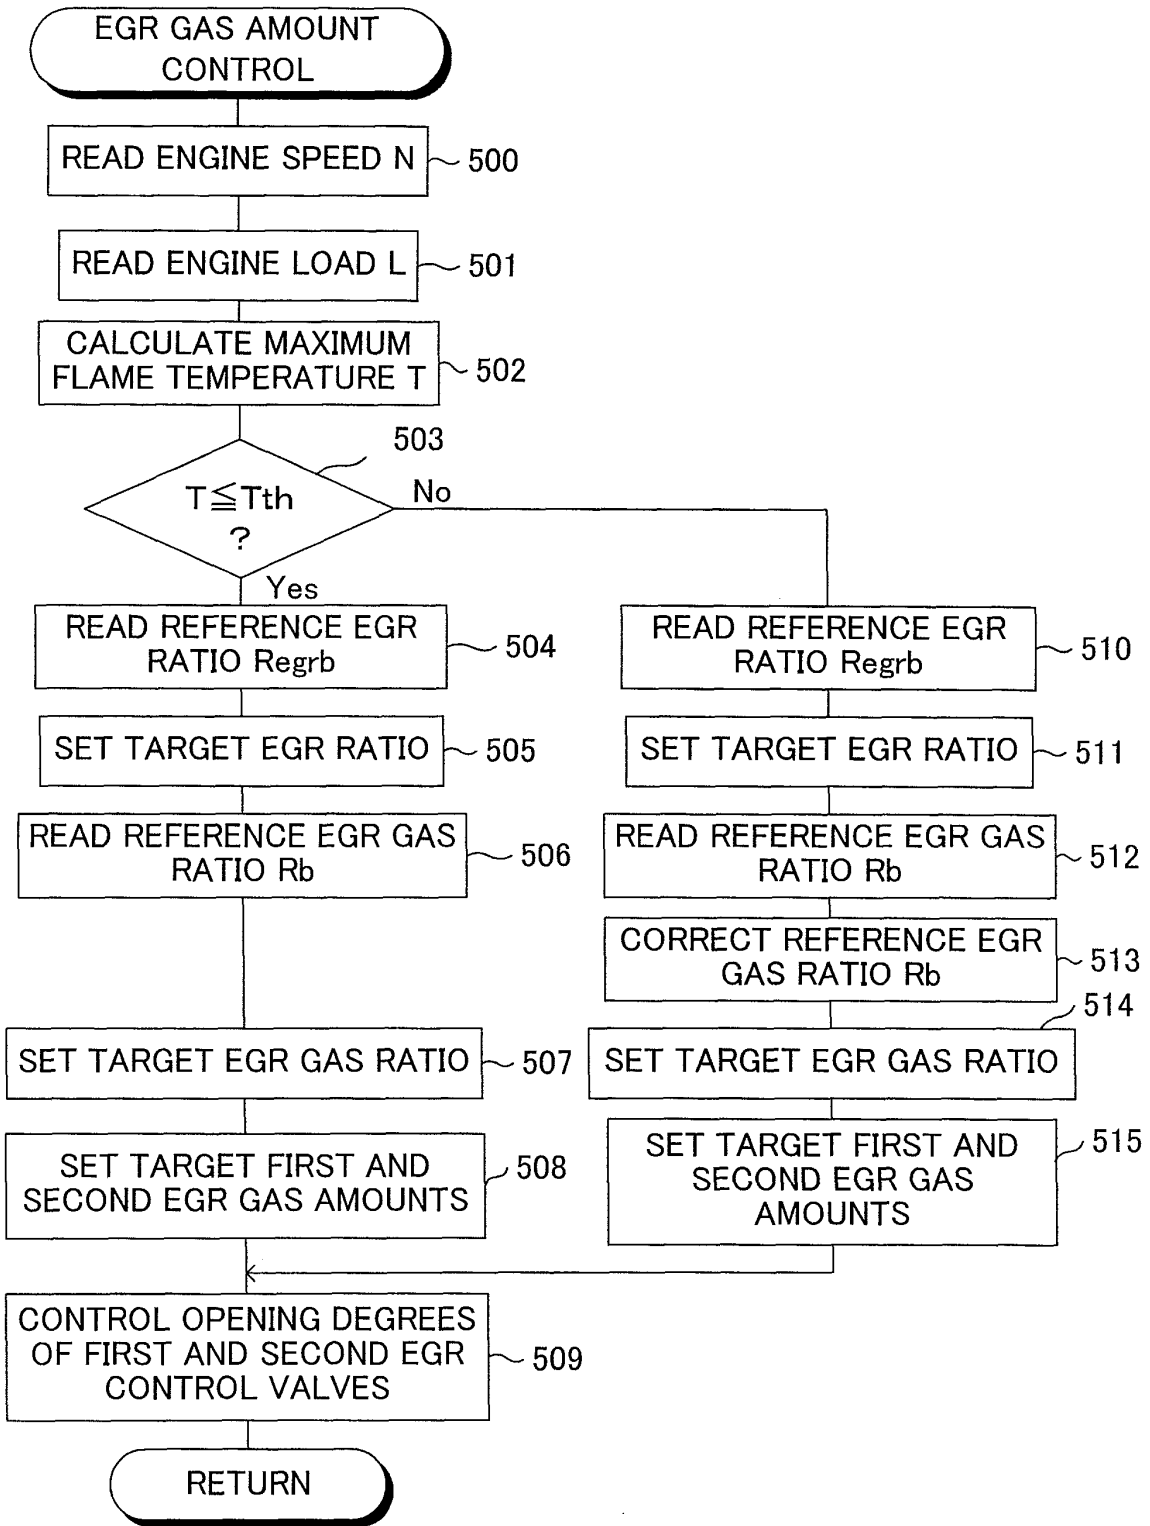 EGR GAS AMOUNT
CONTROL
READ ENGINE SPEED N
500
READ ENGINE LOAD L
501
CALCULATE MAXIMUM
FLAME TEMPERATURE T
502
503
T≦Tth
?
No
Yes
READ REFERENCE EGR
RATIO Regrb
504
SET TARGET EGR RATIO
505
READ REFERENCE EGR GAS
RATIO Rb
506
SET TARGET EGR GAS RATIO
507
SET TARGET FIRST AND
SECOND EGR GAS AMOUNTS
508
READ REFERENCE EGR
RATIO Regrb
510
SET TARGET EGR RATIO
511
READ REFERENCE EGR GAS
RATIO Rb
512
CORRECT REFERENCE EGR
GAS RATIO Rb
513
514
SET TARGET EGR GAS RATIO
SET TARGET FIRST AND
SECOND EGR GAS
AMOUNTS
515
CONTROL OPENING DEGREES
OF FIRST AND SECOND EGR
CONTROL VALVES
509
RETURN